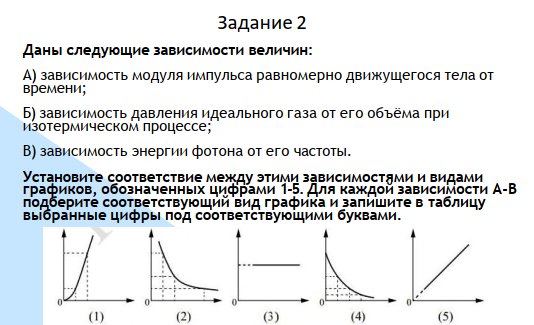 Задание 2
Даны следующие зависимости величин:
А) зависимость модуля импульса равномерно движущегося тела от
времени;
Б) зависимость давления идеального газа от его объёма при
изотермическом процессе;
В) зависимость энергии фотона от его частоты.
Установите соответствие между этими зависимостями и видами
графиков, обозначенных цифрами 1-5. Для каждой зависимости А-В
подберите соответствующий вид графика и запишите в таблицу
выбранные цифры под соответствующими буквами.
0 0 0 0 0
(1) (2) (3) (4) (5)